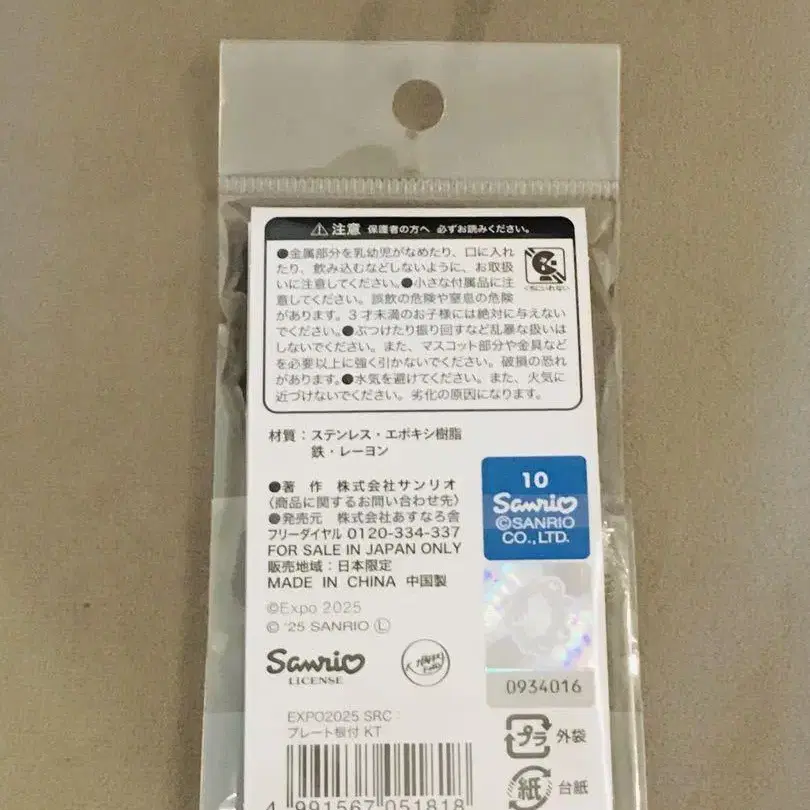 ⚠注意 保護者の方へ 必ずお読みください。
●金属部分を乳幼児がなめたり、口に入れ
たり、飲み込むなどしないように、お取扱
いに注意してください。●小さな付属品に注
意してください。誤飲の危険や窒息の危険
があります。3才未満のお子様には絶対に与えない
でください。●ぶつけたり振り回すなど乱暴な扱いは
しないでください。また、マスコット部分や金具など
を必要以上に強く引かないでください。破損の恐れ
があります。●水気を避けてください。また、火気に
近づけないでください。劣化の原因になります。
くちにいれない
材質：ステンレス・エポキシ樹脂
鉄・レーヨン
●著 作 株式会社サンリオ
〈商品に関するお問い合わせ先〉
●発売元 株式会社あすなろ舎
フリーダイヤル 0120-334-337
FOR SALE IN JAPAN ONLY
販売地域：日本限定
MADE IN CHINA 中国製
©Expo 2025
© '25 SANRIO Ⓛ
Sanrio
LICENSE
10
Sanrio
©SANRIO
CO.,LTD.
0934016
EXPO2025 SRC
プレート根付 KT
4 991567 051818
プラ 外袋
紙 台紙